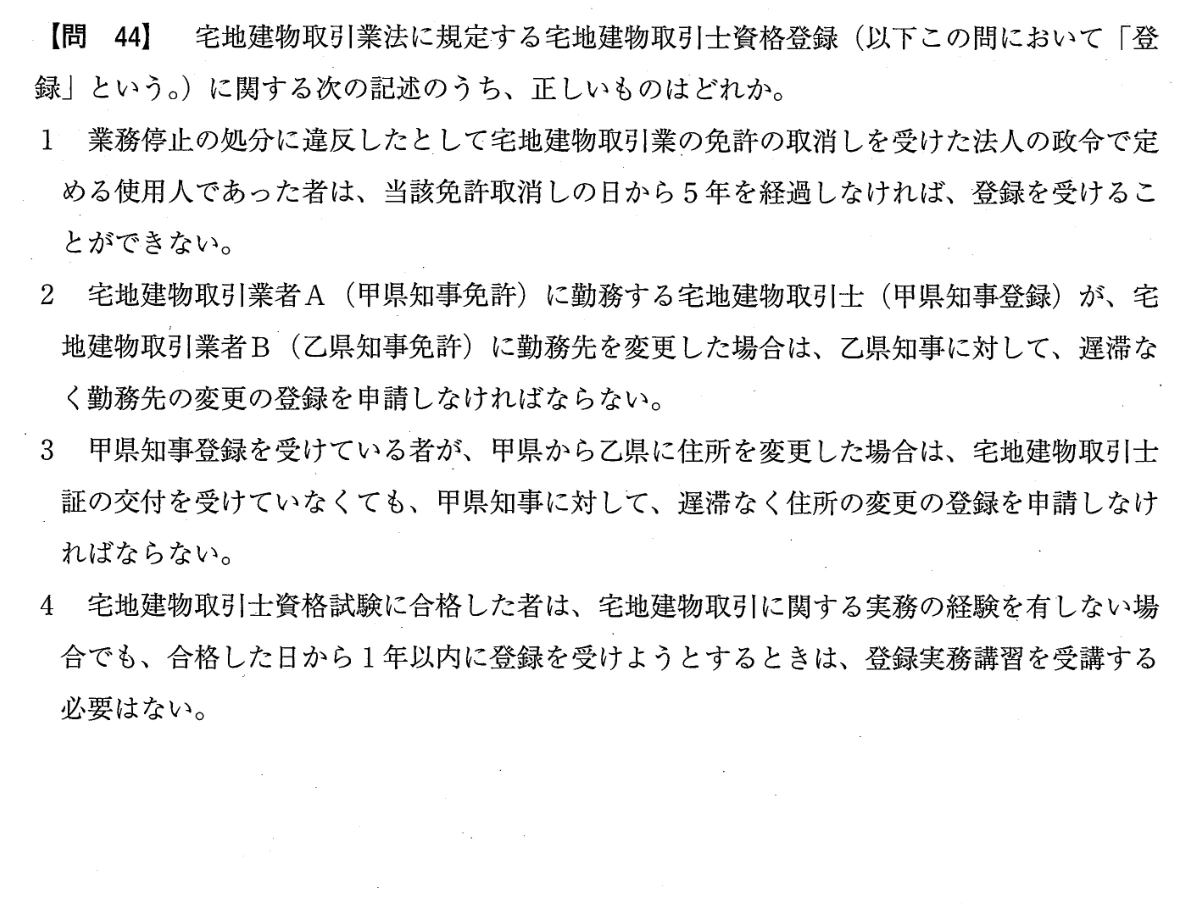 【問 44】 宅地建物取引業法に規定する宅地建物取引士資格登録(以下この問において「登
録」という。)に関する次の記述のうち、正しいものはどれか。
1 業務停止の処分に違反したとして宅地建物取引業の免許の取消しを受けた法人の政令で定
める使用人であった者は、当該免許取消しの日から5年を経過しなければ、登録を受けるこ
とができない。
2 宅地建物取引業者A(甲県知事免許)に勤務する宅地建物取引士(甲県知事登録)が、宅
地建物取引業者B(乙県知事免許)に勤務先を変更した場合は、乙県知事に対して、遅滞な
く勤務先の変更の登録を申請しなければならない。
3 甲県知事登録を受けている者が、甲県から乙県に住所を変更した場合は、宅地建物取引士
証の交付を受けていなくても、甲県知事に対して、遅滞なく住所の変更の登録を申請しなけ
ればならない。
4 宅地建物取引士資格試験に合格した者は、宅地建物取引に関する実務の経験を有しない場
合でも、合格した日から1年以内に登録を受けようとするときは、登録実務講習を受講する
必要はない。